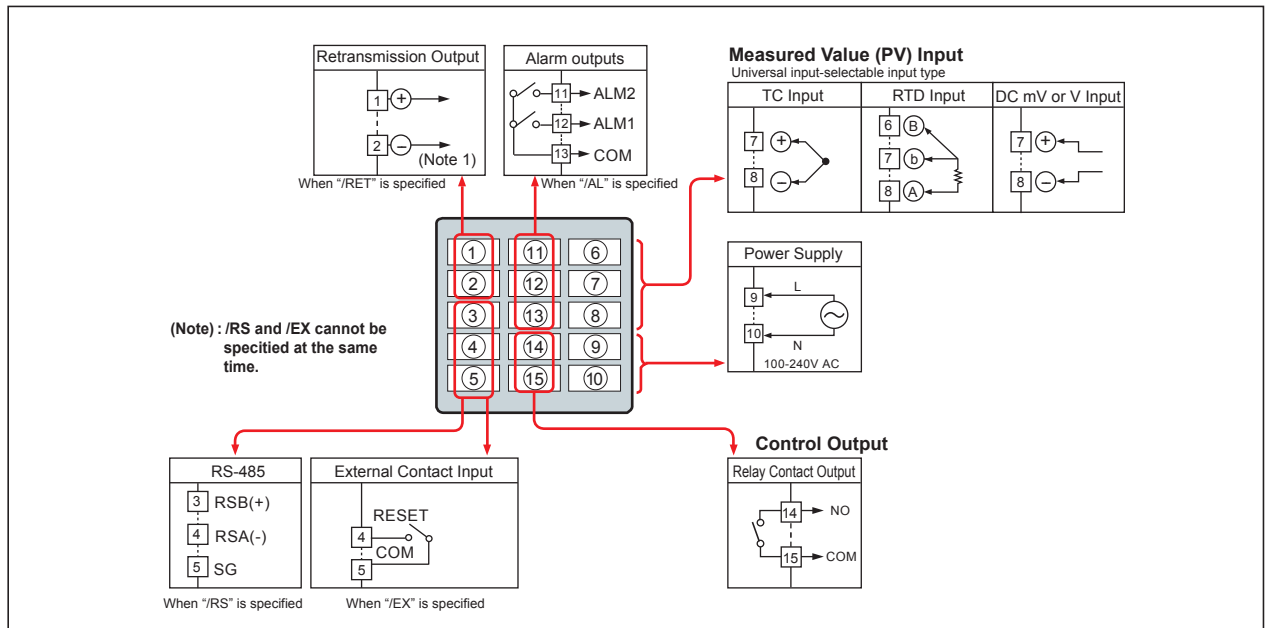 Retransmission Output
1 +
2 − (Note 1)
When "/RET" is specified
Alarm outputs
11 ALM2
12 ALM1
13 COM
When "/AL" is specified
Measured Value (PV) Input
Universal input-selectable input type
TC Input
7 +
8 −
RTD Input
6 B
7 b
8 A
DC mV or V Input
7 +
8 −
1 11 6
2 12 7
3 13 8
4 14 9
5 15 10
(Note) : /RS and /EX cannot be
specitied at the same
time.
Power Supply
9 L
10 N
100-240V AC
RS-485
3 RSB(+)
4 RSA(-)
5 SG
When "/RS" is specified
External Contact Input
RESET
4
COM
5
When "/EX" is specified
Control Output
Relay Contact Output
14 NO
15 COM